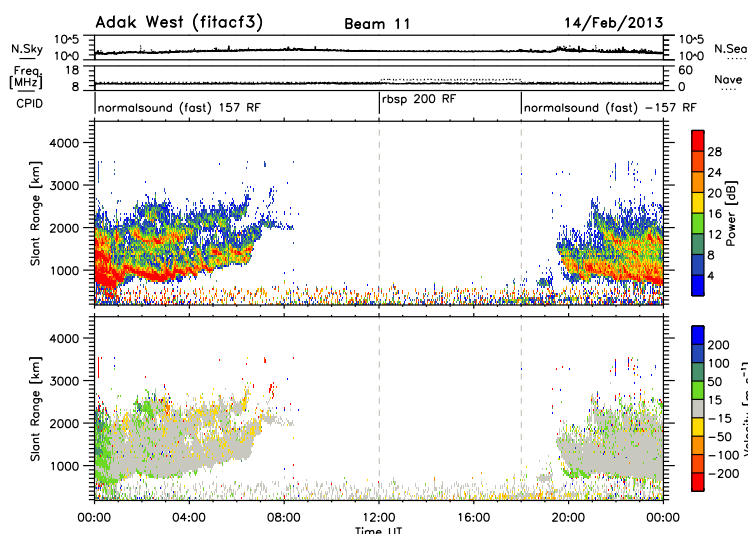 Adak West (fitacf3) Beam 11 14/Feb/2013
N.Sky 10^5 10^0 10^5 10^0 N.Sea
Freq. [MHz] 18 8 60 0 Nave
CPID normalsound (fast) 157 RF rbsp 200 RF normalsound (fast) -157 RF
Slant Range [km] 4000 3000 2000 1000
Power [dB] 28 24 20 16 12 8 4
Slant Range [km] 4000 3000 2000 1000
Velocity [m s⁻¹] 200 100 50 15 -15 -50 -100 -200
00:00 04:00 08:00 12:00 16:00 20:00 00:00
Time UT